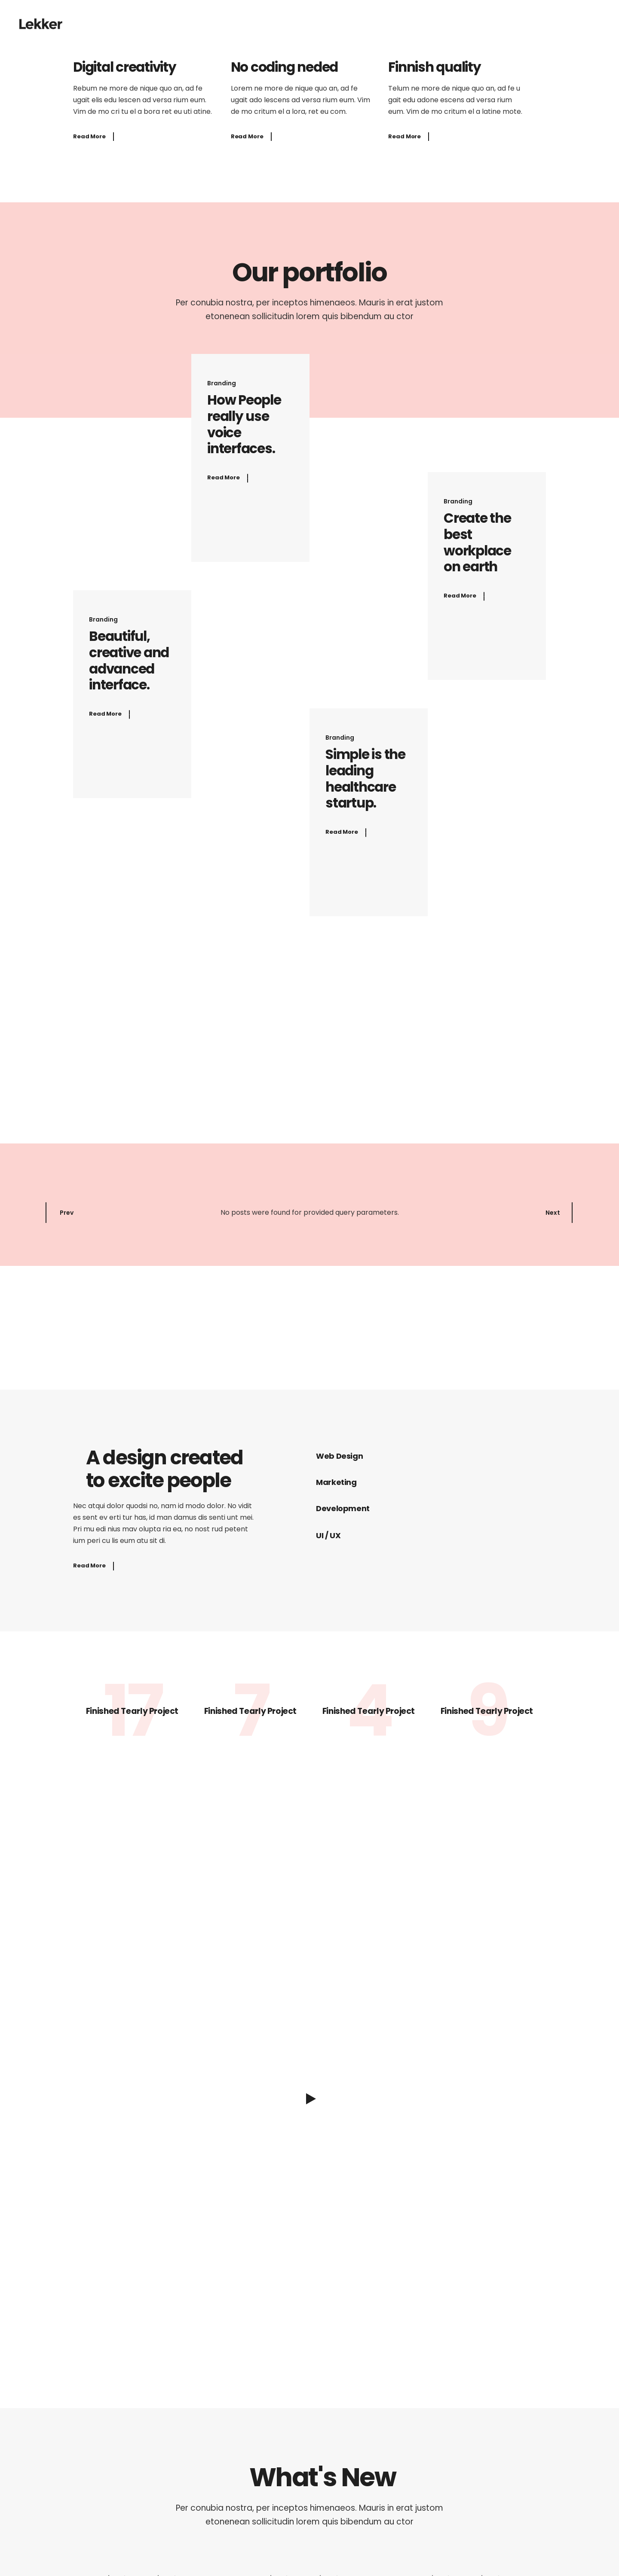 Lekker
Digital creativity
Rebum ne more de nique quo an, ad fe
ugait elis edu lescen ad versa rium eum.
Vim de mo cri tu el a bora ret eu uti atine.
Read More
No coding neded
Lorem ne more de nique quo an, ad fe
ugait ado lescens ad versa rium eum. Vim
de mo critum el a lora, ret eu com.
Read More
Finnish quality
Telum ne more de nique quo an, ad fe u
gait edu adone escens ad versa rium
eum. Vim de mo critum el a latine mote.
Read More
Our portfolio
Per conubia nostra, per inceptos himenaeos. Mauris in erat justom
etonenean sollicitudin lorem quis bibendum au ctor
Branding
How People
really use
voice
interfaces.
Read More
Branding
Create the
best
workplace
on earth
Read More
Branding
Beautiful,
creative and
advanced
interface.
Read More
Branding
Simple is the
leading
healthcare
startup.
Read More
Prev
No posts were found for provided query parameters.
Next
A design created
to excite people
Nec atqui dolor quodsi no, nam id modo dolor. No vidit
es sent ev erti tur has, id man damus dis senti unt mei.
Pri mu edi nius mav olupta ria ea, no nost rud petent
ium peri cu lis eum atu sit di.
Read More
Web Design
Marketing
Development
UI / UX
17
Finished Tearly Project
7
Finished Tearly Project
4
Finished Tearly Project
9
Finished Tearly Project
What's New
Per conubia nostra, per inceptos himenaeos. Mauris in erat justom
etonenean sollicitudin lorem quis bibendum au ctor